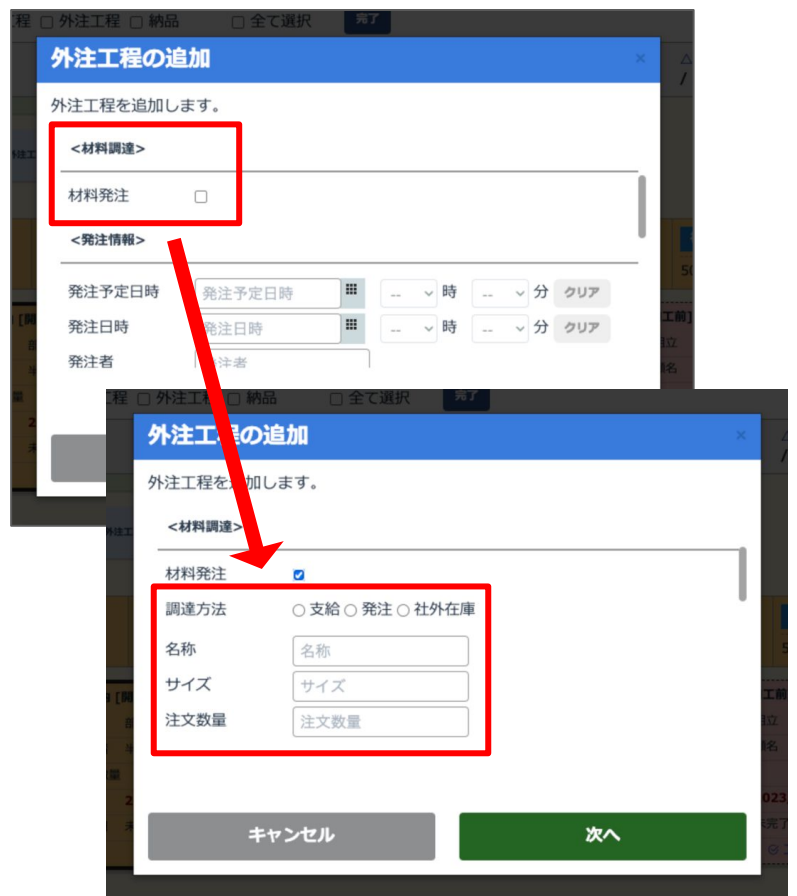 程 □ 外注工程 □ 納品 □ 全て選択 完了
外注工程の追加 ×
外注工程を追加します。
<材料調達>
材料発注
<発注情報>
発注予定日時 発注予定日時 -- 時 -- 分 クリア
発注日時 発注日時 -- 時 -- 分 クリア
発注者
程 □ 外注工程 □ 納品 □ 全て選択 完了
外注工程の追加 ×
外注工程を追加します。
<材料調達>
材料発注
調達方法 ○ 支給 ○ 発注 ○ 社外在庫
名称 名称
サイズ サイズ
注文数量 注文数量
キャンセル 次へ